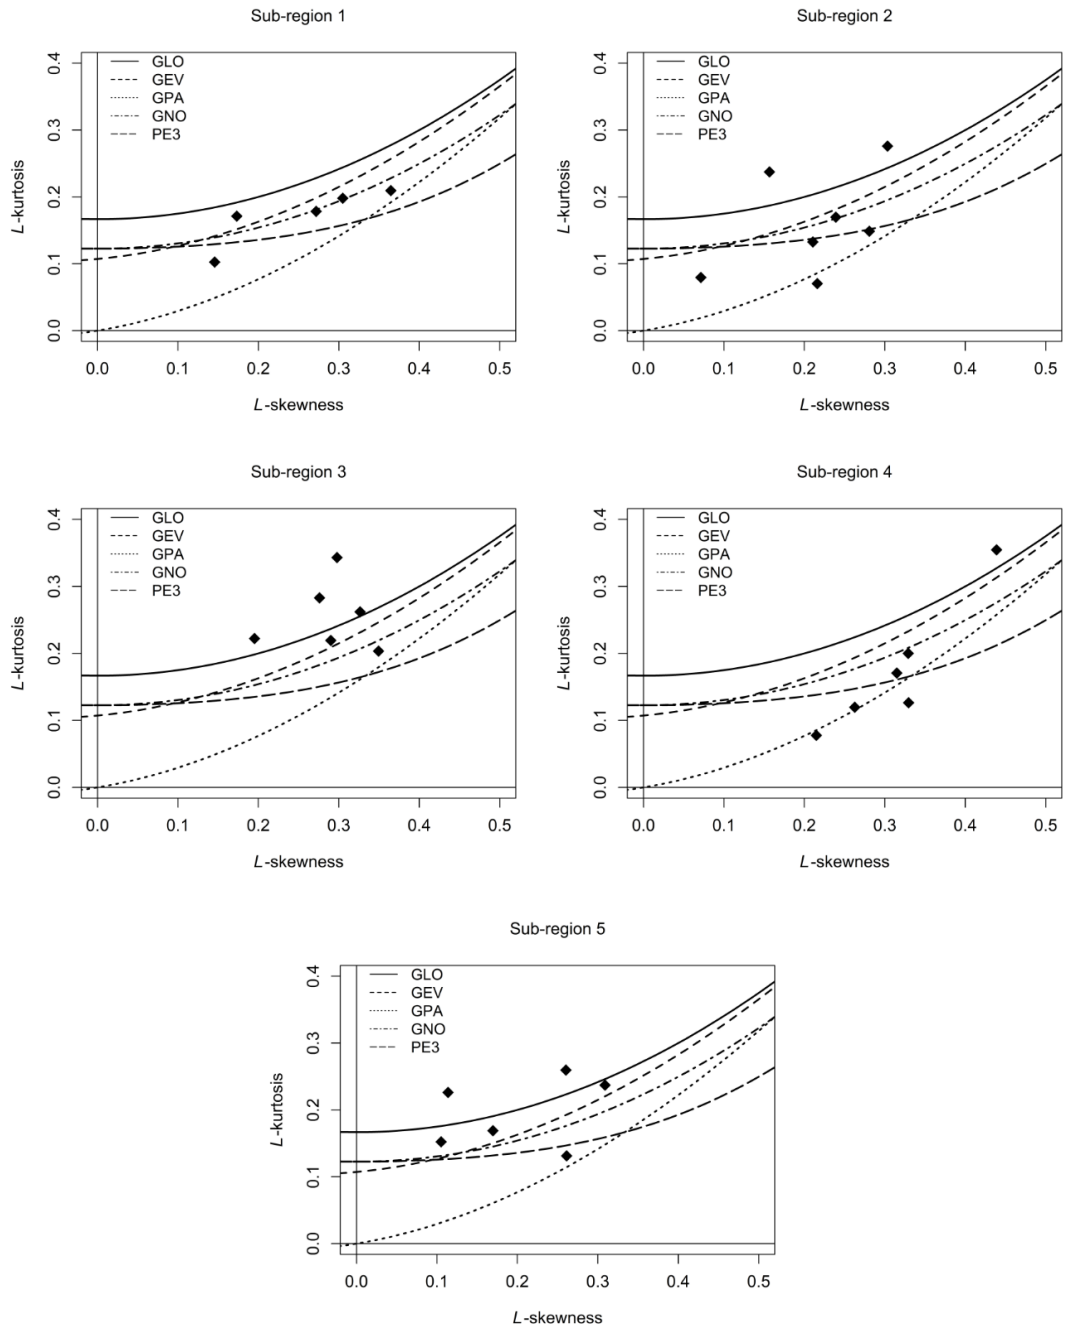 Sub-region 1
GLO
GEV
GPA
GNO
PE3
0.4
0.3
0.2
0.1
0.0
L-kurtosis
0.0 0.1 0.2 0.3 0.4 0.5
L-skewness
Sub-region 2
GLO
GEV
GPA
GNO
PE3
0.4
0.3
0.2
0.1
0.0
L-kurtosis
0.0 0.1 0.2 0.3 0.4 0.5
L-skewness
Sub-region 3
GLO
GEV
GPA
GNO
PE3
0.4
0.3
0.2
0.1
0.0
L-kurtosis
0.0 0.1 0.2 0.3 0.4 0.5
L-skewness
Sub-region 4
GLO
GEV
GPA
GNO
PE3
0.4
0.3
0.2
0.1
0.0
L-kurtosis
0.0 0.1 0.2 0.3 0.4 0.5
L-skewness
Sub-region 5
GLO
GEV
GPA
GNO
PE3
0.4
0.3
0.2
0.1
0.0
L-kurtosis
0.0 0.1 0.2 0.3 0.4 0.5
L-skewness